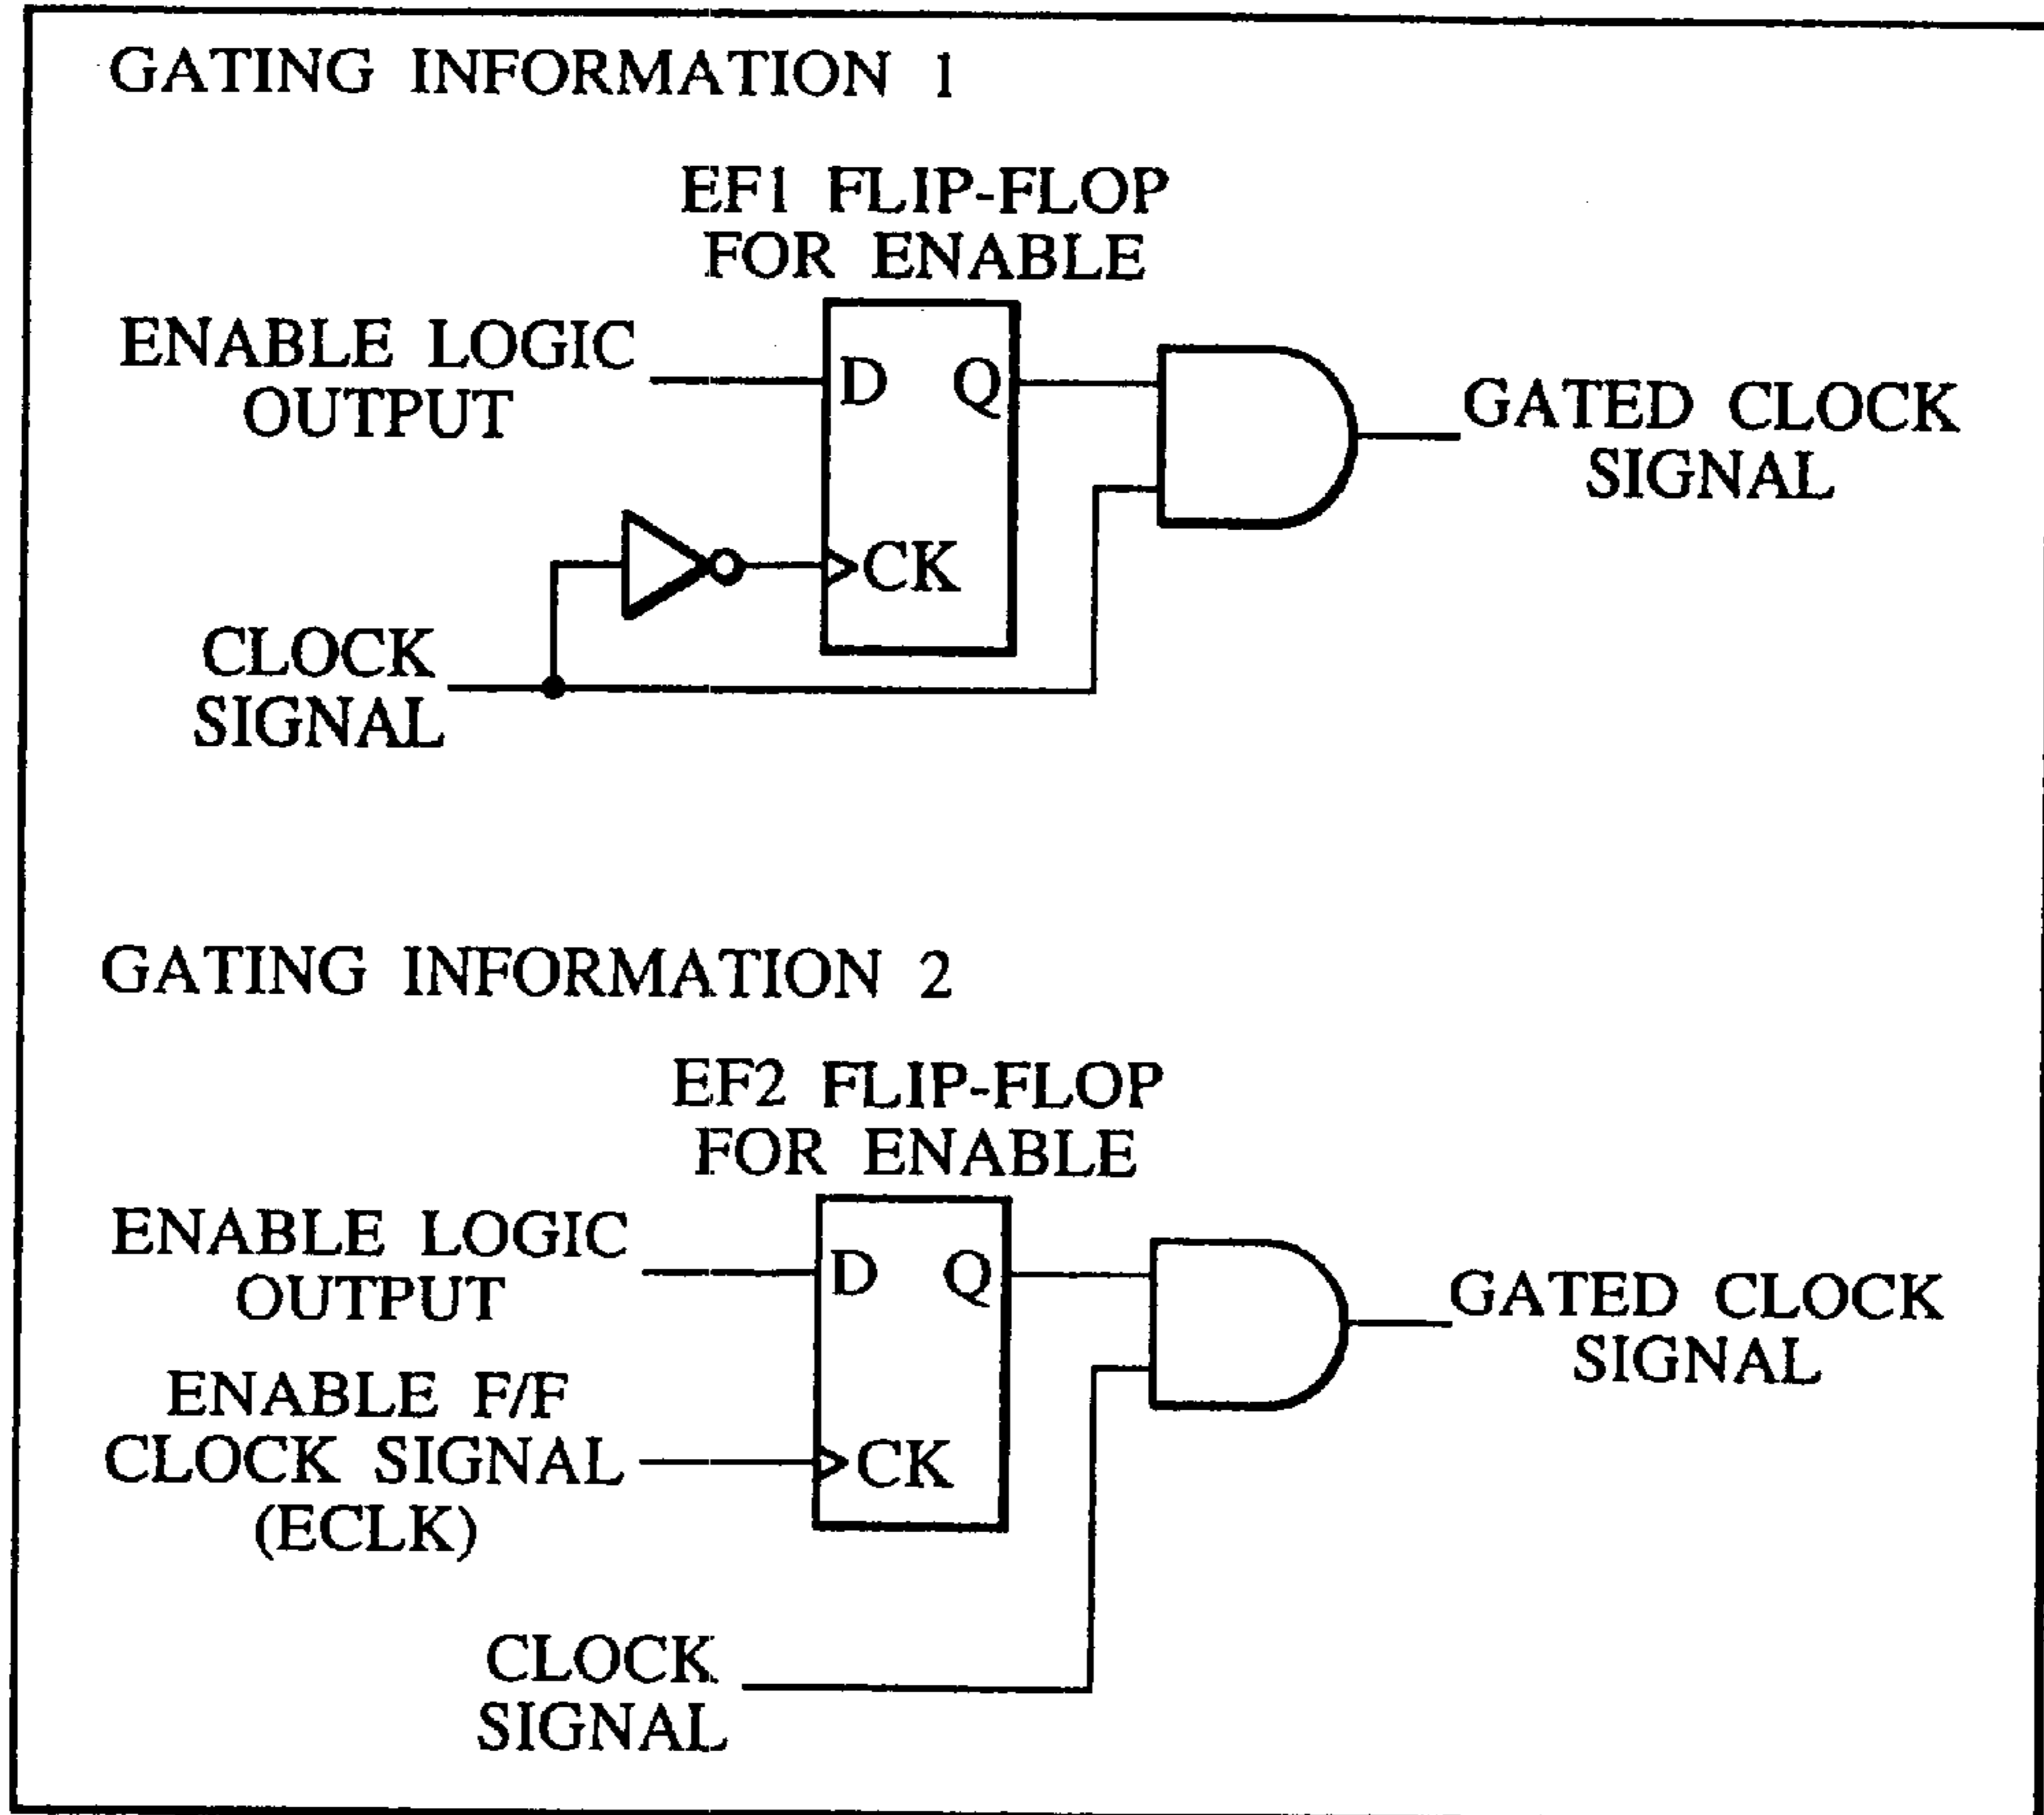 GATING INFORMATION 1
EF1 FLIP-FLOP
FOR ENABLE
ENABLE LOGIC
OUTPUT
D Q
GATED CLOCK
SIGNAL
CK
CLOCK
SIGNAL
GATING INFORMATION 2
EF2 FLIP-FLOP
FOR ENABLE
ENABLE LOGIC
OUTPUT
D Q
GATED CLOCK
SIGNAL
ENABLE F/F
CLOCK SIGNAL
(ECLK)
CK
CLOCK
SIGNAL